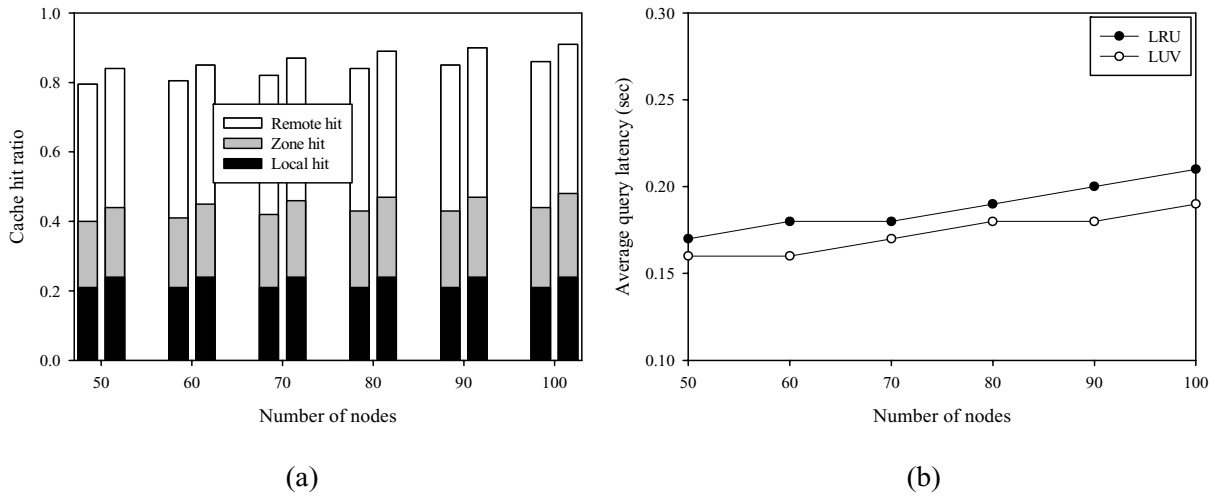 1.0
0.8
0.6
0.4
0.2
0.0
Cache hit ratio
Remote hit
Zone hit
Local hit
50 60 70 80 90 100
Number of nodes
(a)
0.30
0.25
0.20
0.15
0.10
Average query latency (sec)
LRU
LUV
50 60 70 80 90 100
Number of nodes
(b)